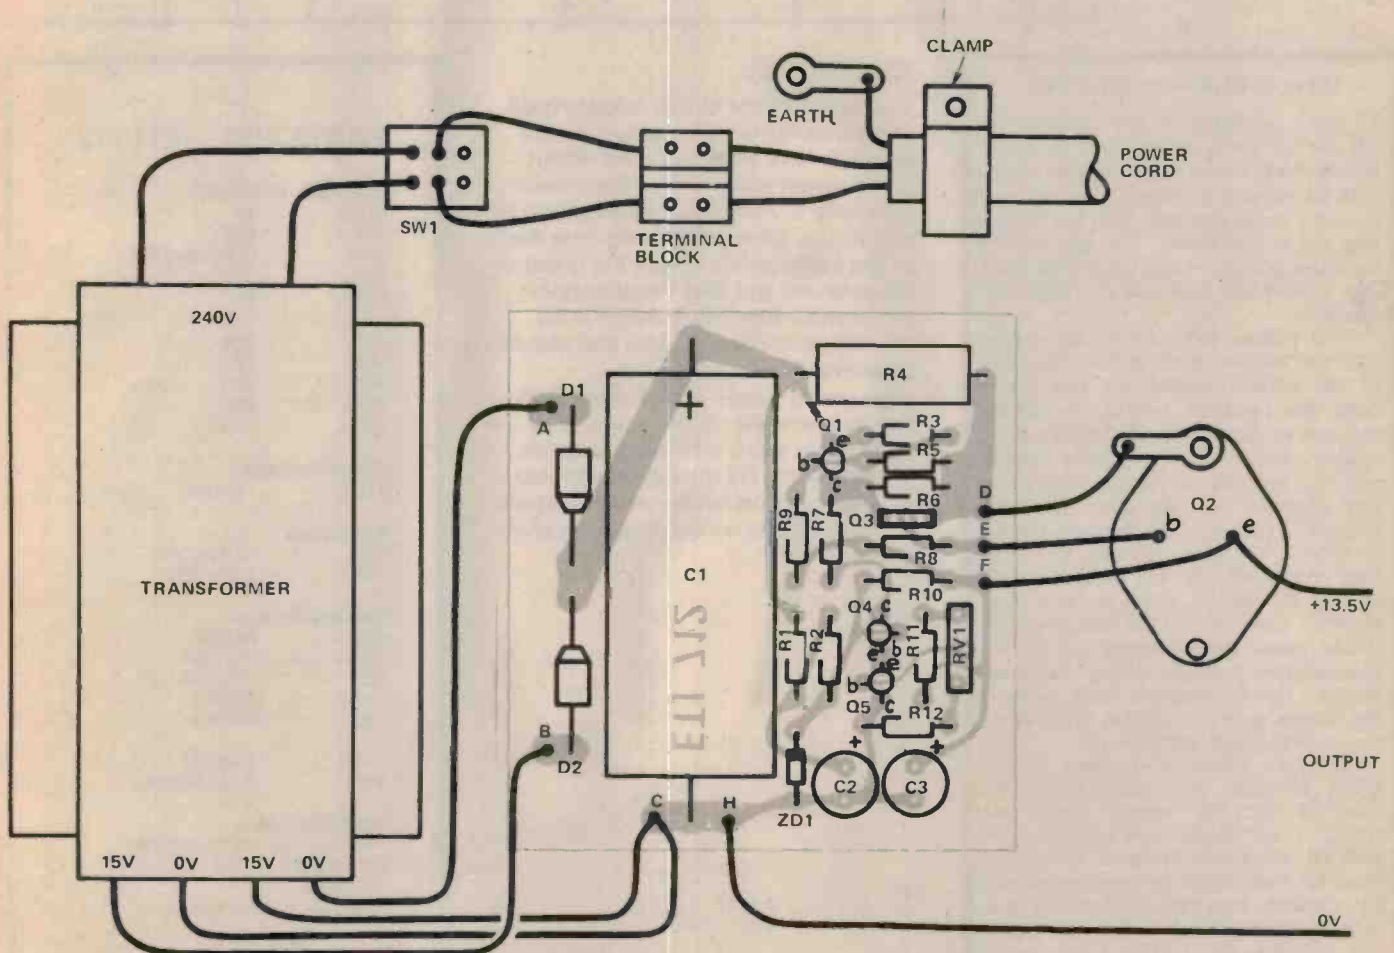 CLAMP
EARTH
POWER
CORD
SW1
TERMINAL
BLOCK
240V
TRANSFORMER
15V 0V 15V 0V
D1
A
B
D2
+
C1
ETI 712
C H
R4
Q1
e
b
c
R3
R5
R6
R9
R7
Q3
R8
R10
D
E
F
Q4
c
b
e
R1
R2
R11
RV1
e
b
c
Q5
R12
+
+
C2
C3
ZD1
Q2
b
e
+13.5V
OUTPUT
0V